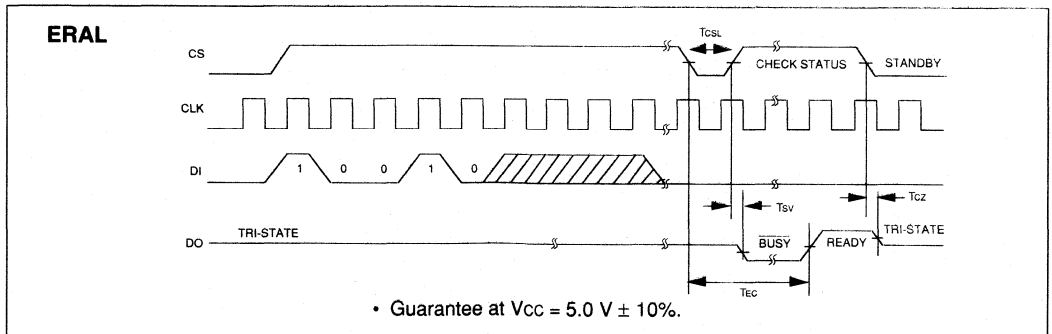 ERAL
TCSL
CS
CHECK STATUS STANDBY
CLK
DI 1 0 0 1 0
TSV TCZ
DO TRI-STATE BUSY READY TRI-STATE
TEC
• Guarantee at VCC = 5.0 V ± 10%.